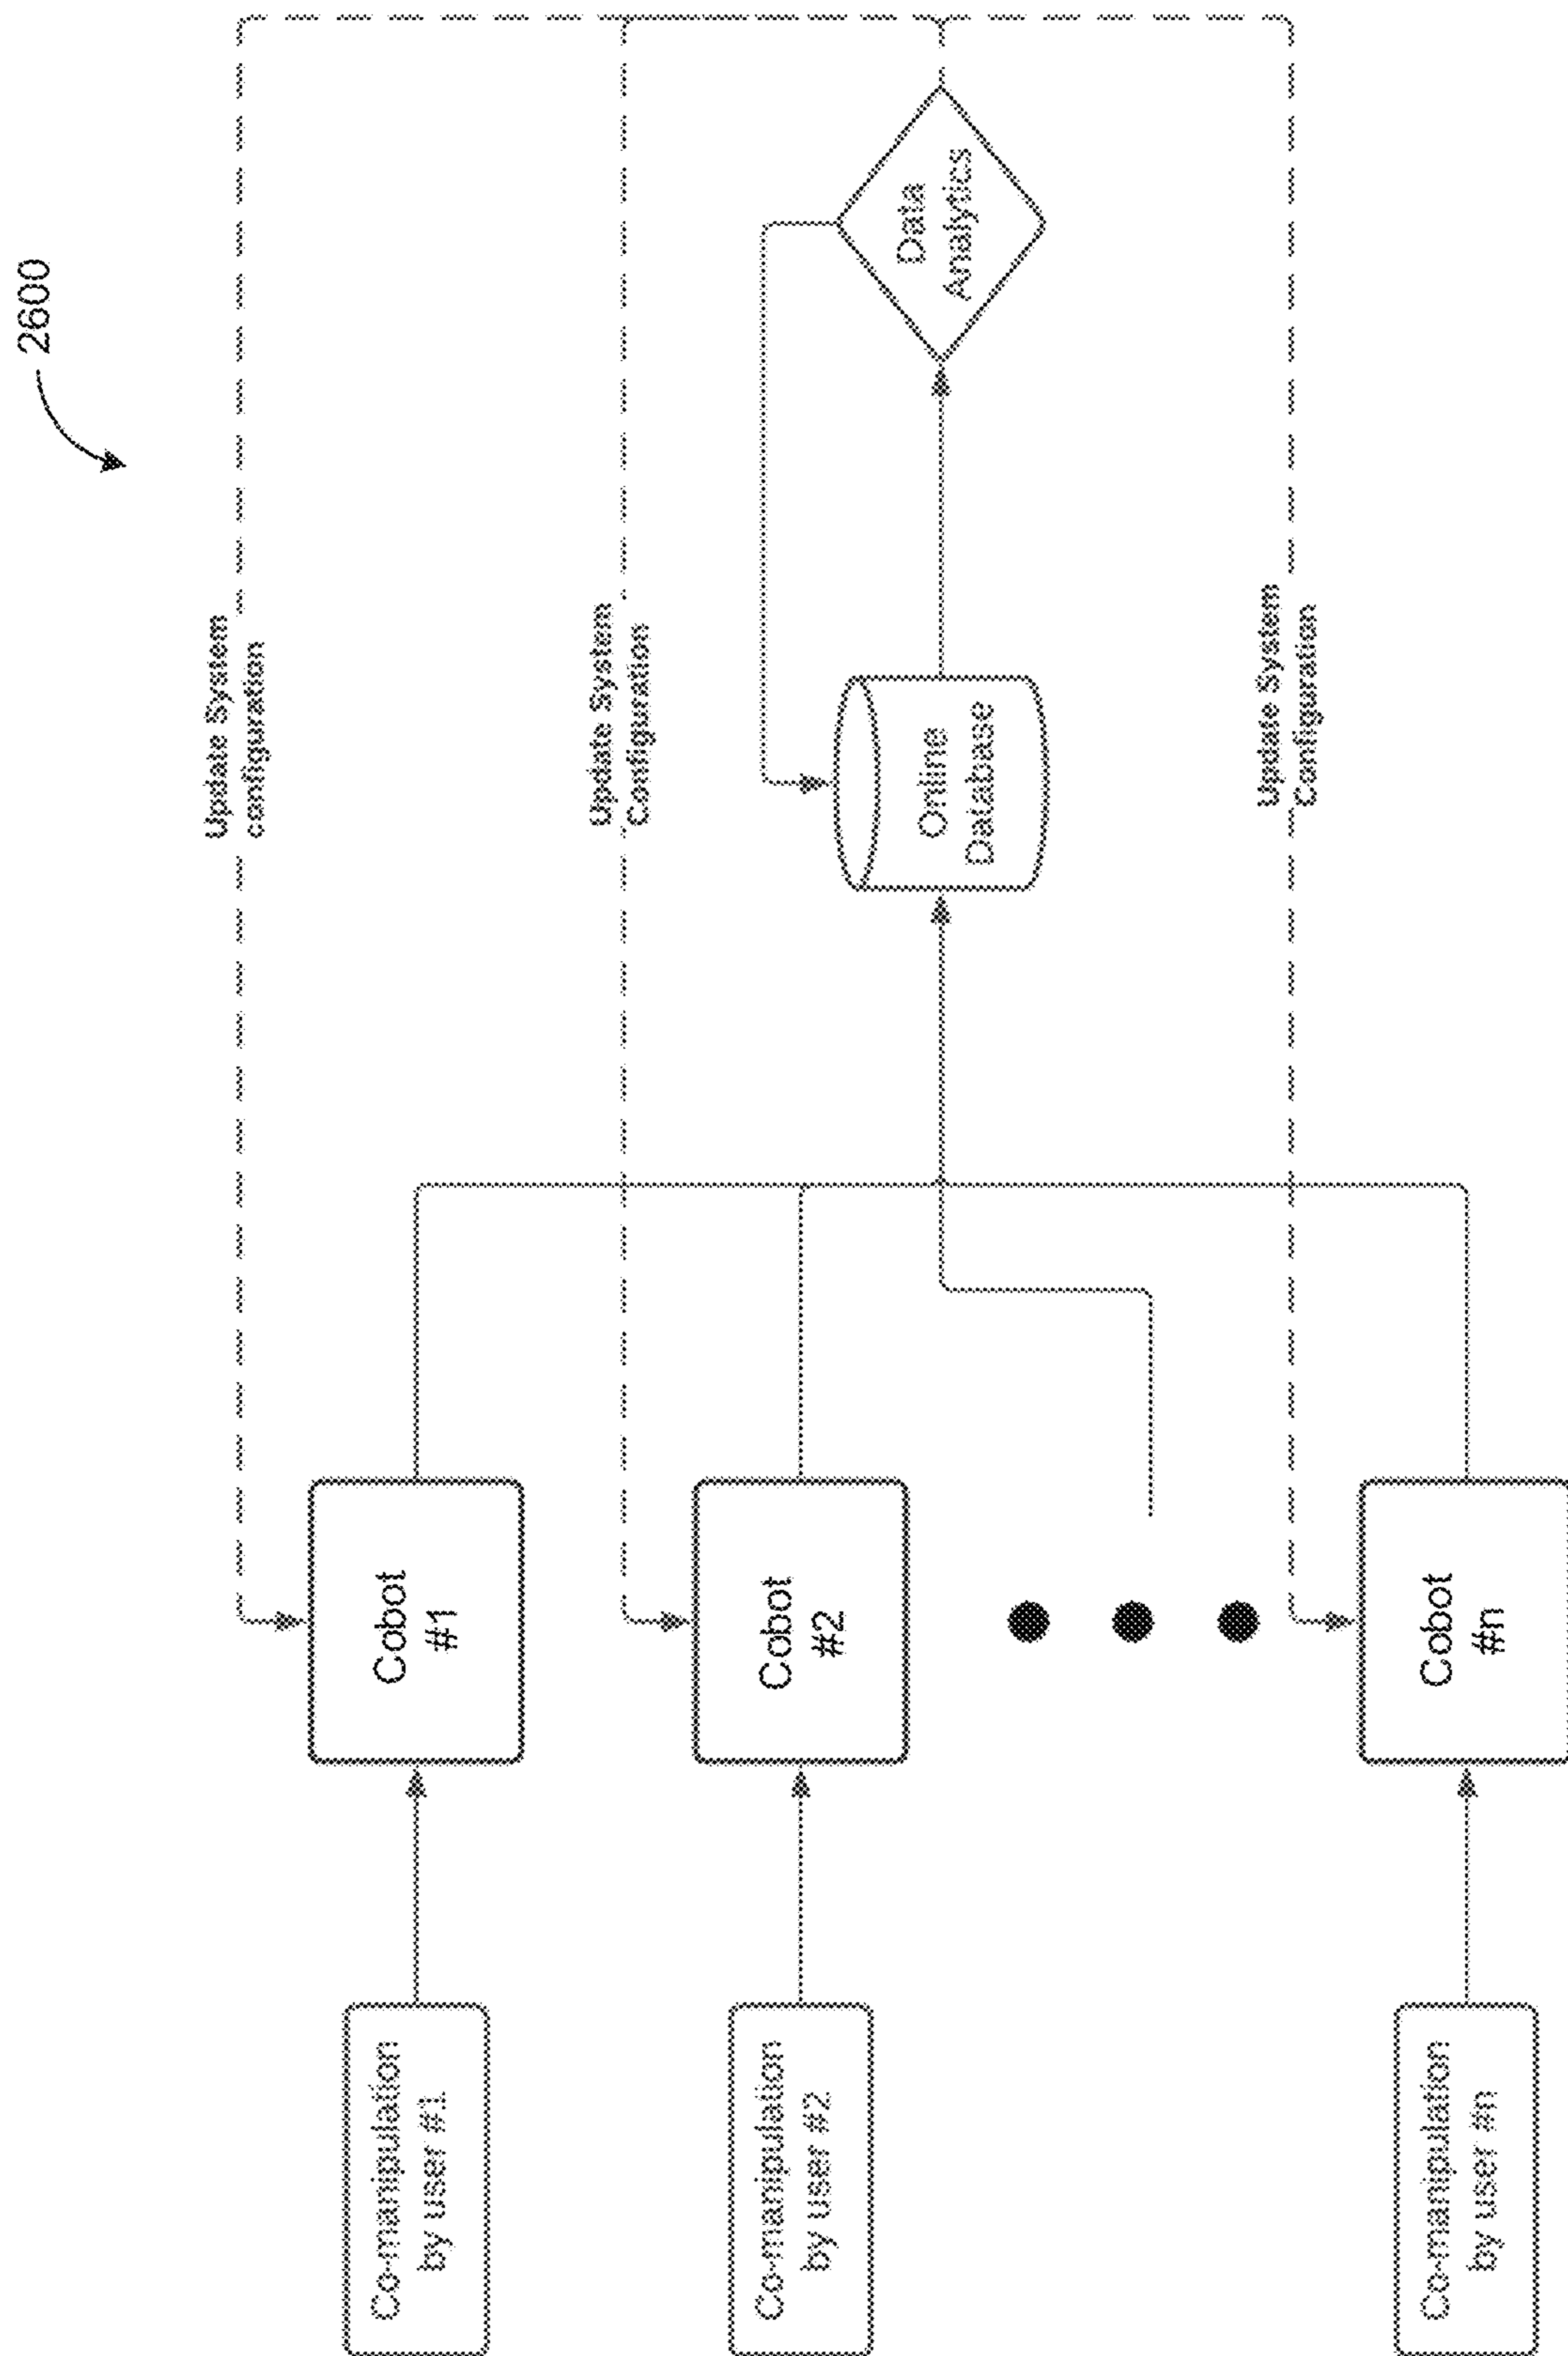 2600
Update System
configuration
Co-manipulation
by user #1
Cobot
#1
Update System
Configuration
Co-manipulation
by user #2
Cobot
#2
Online
Database
Data
Analytics
Update System
Configuration
Co-manipulation
by user #n
Cobot
#n